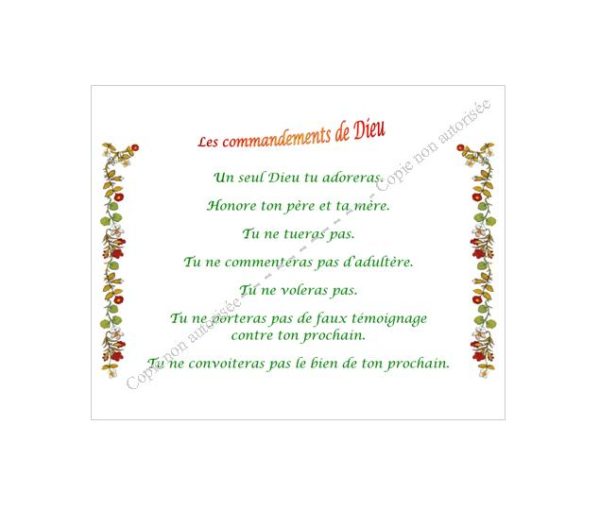 Les commandements de Dieu
Un seul Dieu tu adoreras.
Honore ton père et ta mère.
Tu ne tueras pas.
Tu ne commenteras pas d'adultère.
Tu ne voleras pas.
Tu ne porteras pas de faux témoignage
contre ton prochain.
Tu ne convoiteras pas le bien de ton prochain.
Copie non autorisée - - - - - - - - - - Copie non autorisée